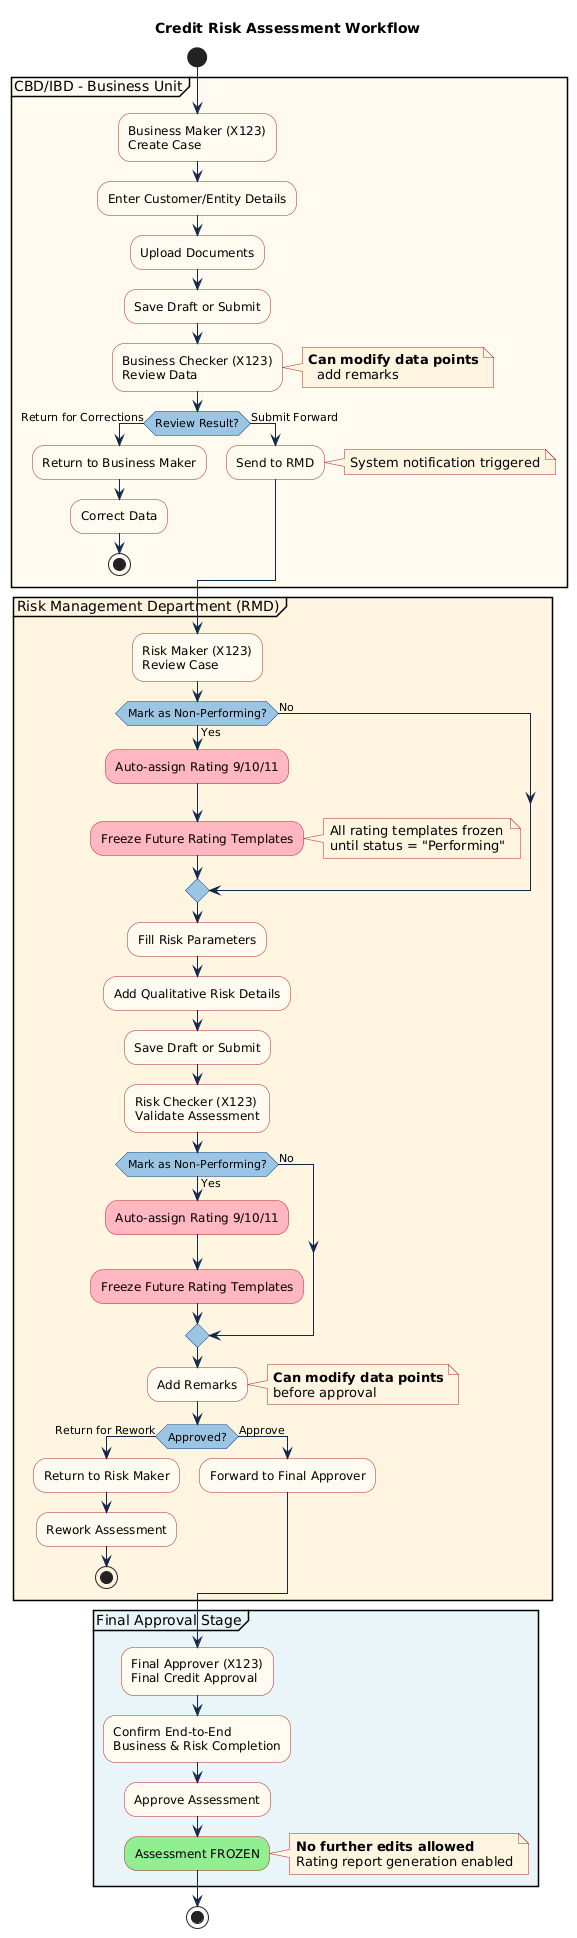 Credit Risk Assessment Workflow
CBD/IBD - Business Unit
Business Maker (X123)
Create Case
Enter Customer/Entity Details
Upload Documents
Save Draft or Submit
Business Checker (X123)
Review Data
Can modify data points
add remarks
Review Result?
Return for Corrections
Submit Forward
Return to Business Maker
Send to RMD
System notification triggered
Correct Data
Risk Management Department (RMD)
Risk Maker (X123)
Review Case
Mark as Non-Performing?
No
Yes
Auto-assign Rating 9/10/11
Freeze Future Rating Templates
All rating templates frozen
until status = "Performing"
Fill Risk Parameters
Add Qualitative Risk Details
Save Draft or Submit
Risk Checker (X123)
Validate Assessment
Mark as Non-Performing?
No
Yes
Auto-assign Rating 9/10/11
Freeze Future Rating Templates
Add Remarks
Can modify data points
before approval
Approved?
Return for Rework
Approve
Return to Risk Maker
Forward to Final Approver
Rework Assessment
Final Approval Stage
Final Approver (X123)
Final Credit Approval
Confirm End-to-End
Business & Risk Completion
Approve Assessment
Assessment FROZEN
No further edits allowed
Rating report generation enabled